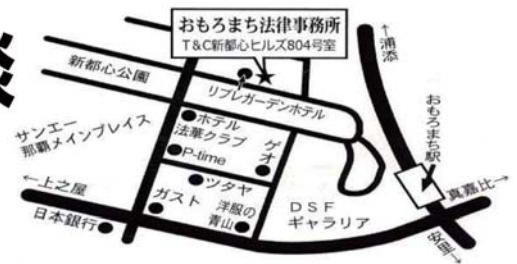 談
おもろまち法律事務所
T&C新都心ヒルズ804号室
←浦添
新都心公園
リブレガーデンホテル
おもろまち駅
サンエー
那覇メインプレイス
ホテル
法華クラブ
ゲオ
P-time
ツタヤ
←上之屋
ガスト
洋服の
青山
DSF
ギャラリア
真嘉比→
日本銀行
安里→